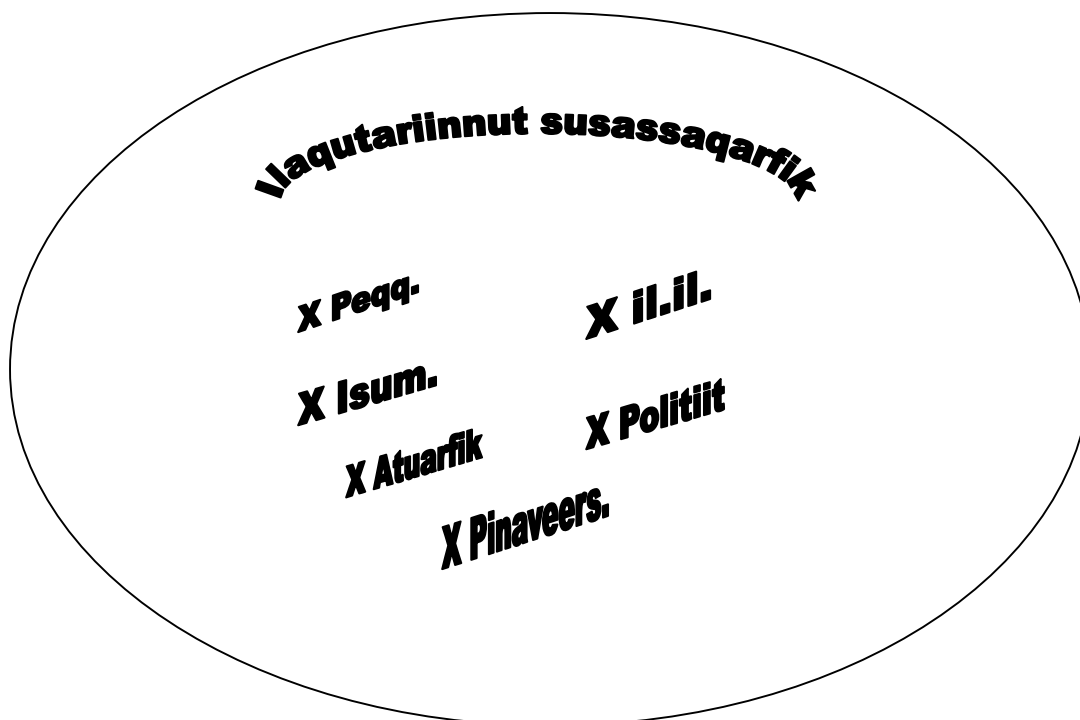 Ilaqutariinnut susassaqarfik
X Peqq.
X il.il.
X Isum.
X Politiit
X Atuarfik
X Pinaveers.